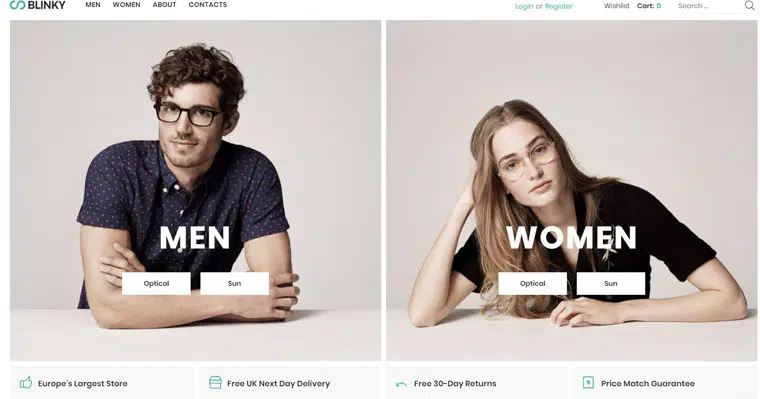 BLINKY
MEN WOMEN ABOUT CONTACTS
Login or Register
Wishlist Cart: 0
Search ...
MEN
Optical Sun
WOMEN
Optical Sun
Europe's Largest Store
Free UK Next Day Delivery
Free 30-Day Returns
Price Match Guarantee